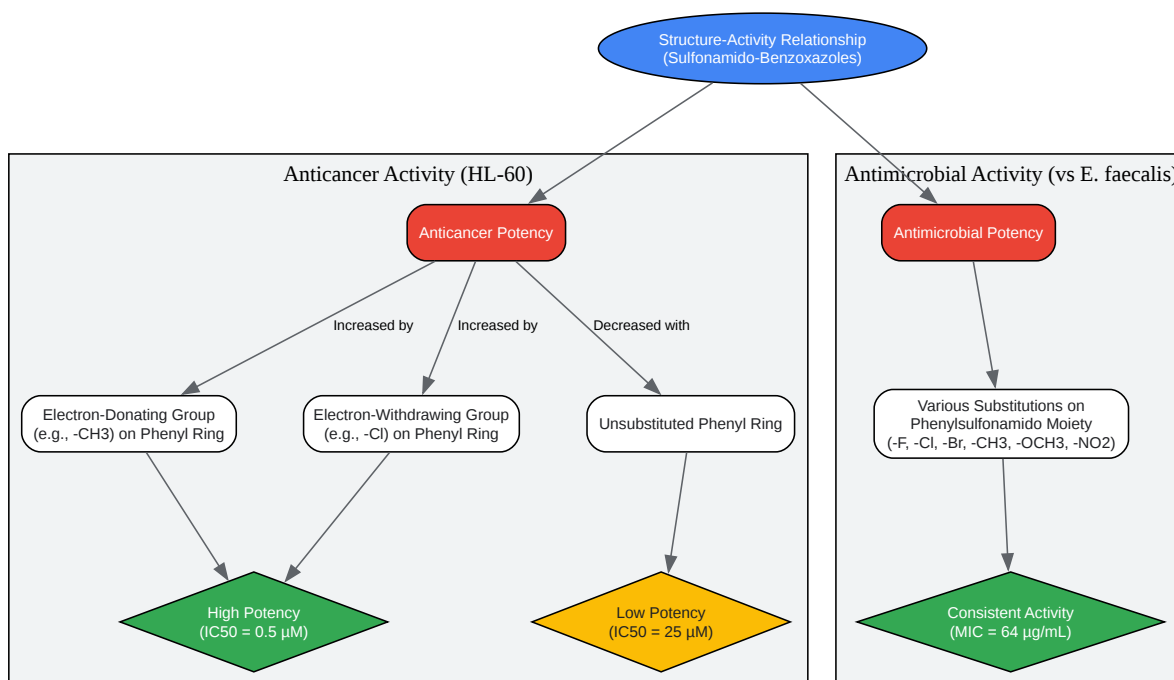 Structure-Activity Relationship
(Sulfonamido-Benzoxazoles)
Anticancer Activity (HL-60)
Antimicrobial Activity (vs E. faecalis)
Anticancer Potency
Antimicrobial Potency
Increased by
Increased by
Decreased with
Electron-Donating Group
(e.g., -CH3) on Phenyl Ring
Electron-Withdrawing Group
(e.g., -Cl) on Phenyl Ring
Unsubstituted Phenyl Ring
Various Substitutions on
Phenylsulfonamido Moiety
(-F, -Cl, -Br, -CH3, -OCH3, -NO2)
High Potency
(IC50 = 0.5 µM)
Low Potency
(IC50 = 25 µM)
Consistent Activity
(MIC = 64 µg/mL)